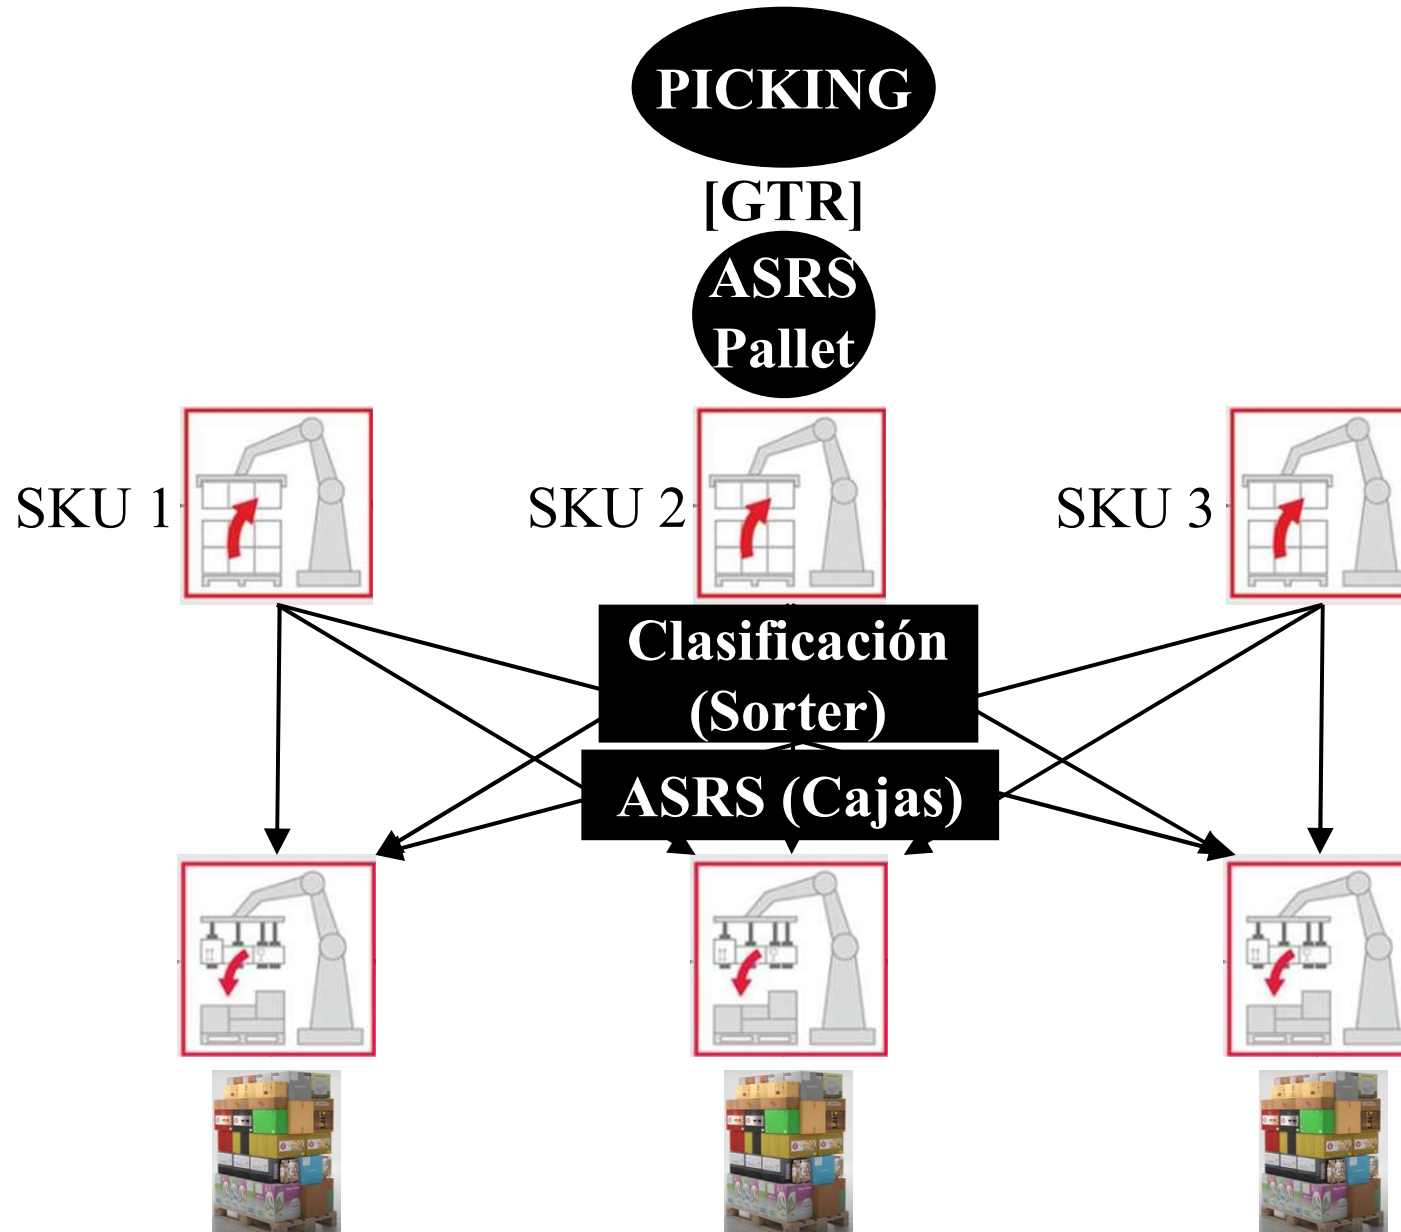 PICKING
[GTR]
ASRS
Pallet
SKU 1
SKU 2
SKU 3
Clasificación
(Sorter)
ASRS (Cajas)